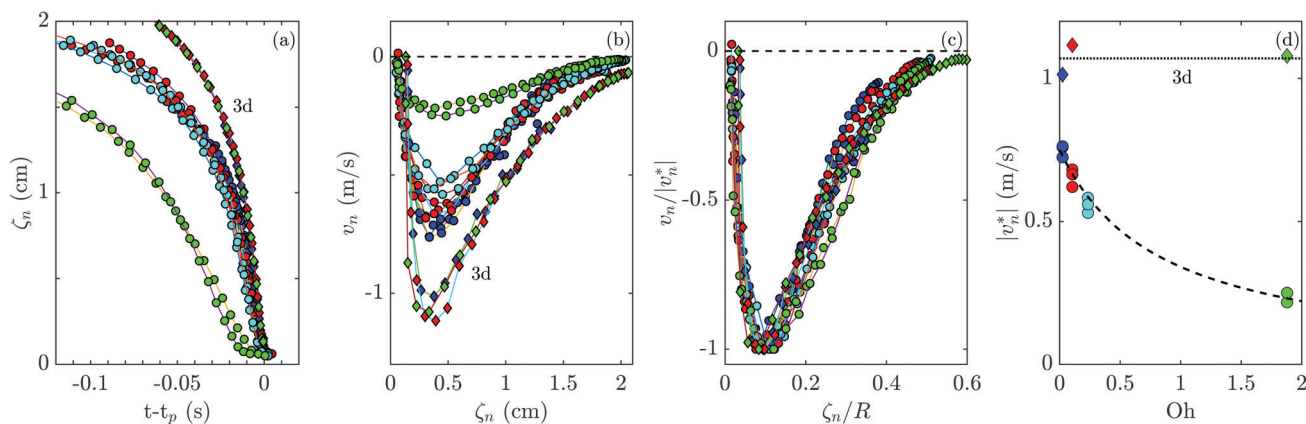 (a)
3d
2
1
0
ζn (cm)
-0.1
-0.05
0
t-tp (s)
(b)
3d
0
-1
vn (m/s)
0
0.5
1
1.5
2
ζn (cm)
(c)
0
-0.5
-1
vn/|v*n|
0
0.2
0.4
0.6
ζn/R
(d)
3d
1
0.5
0
|v*n| (m/s)
0
0.5
1
1.5
2
Oh